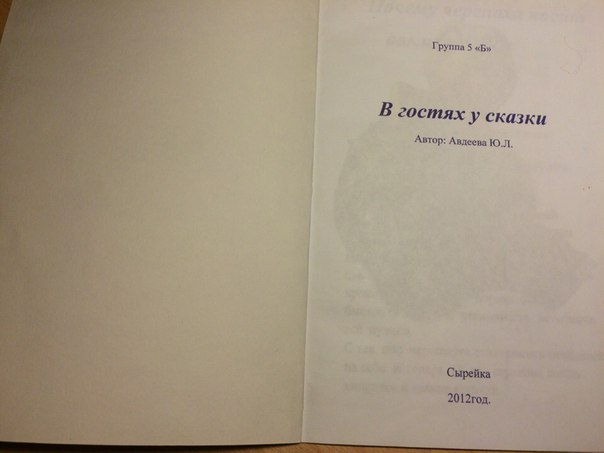 Группа 5 «Б»
В гостях у сказки
Автор: Авдеева Ю.Л.
Сырейка
2012год.